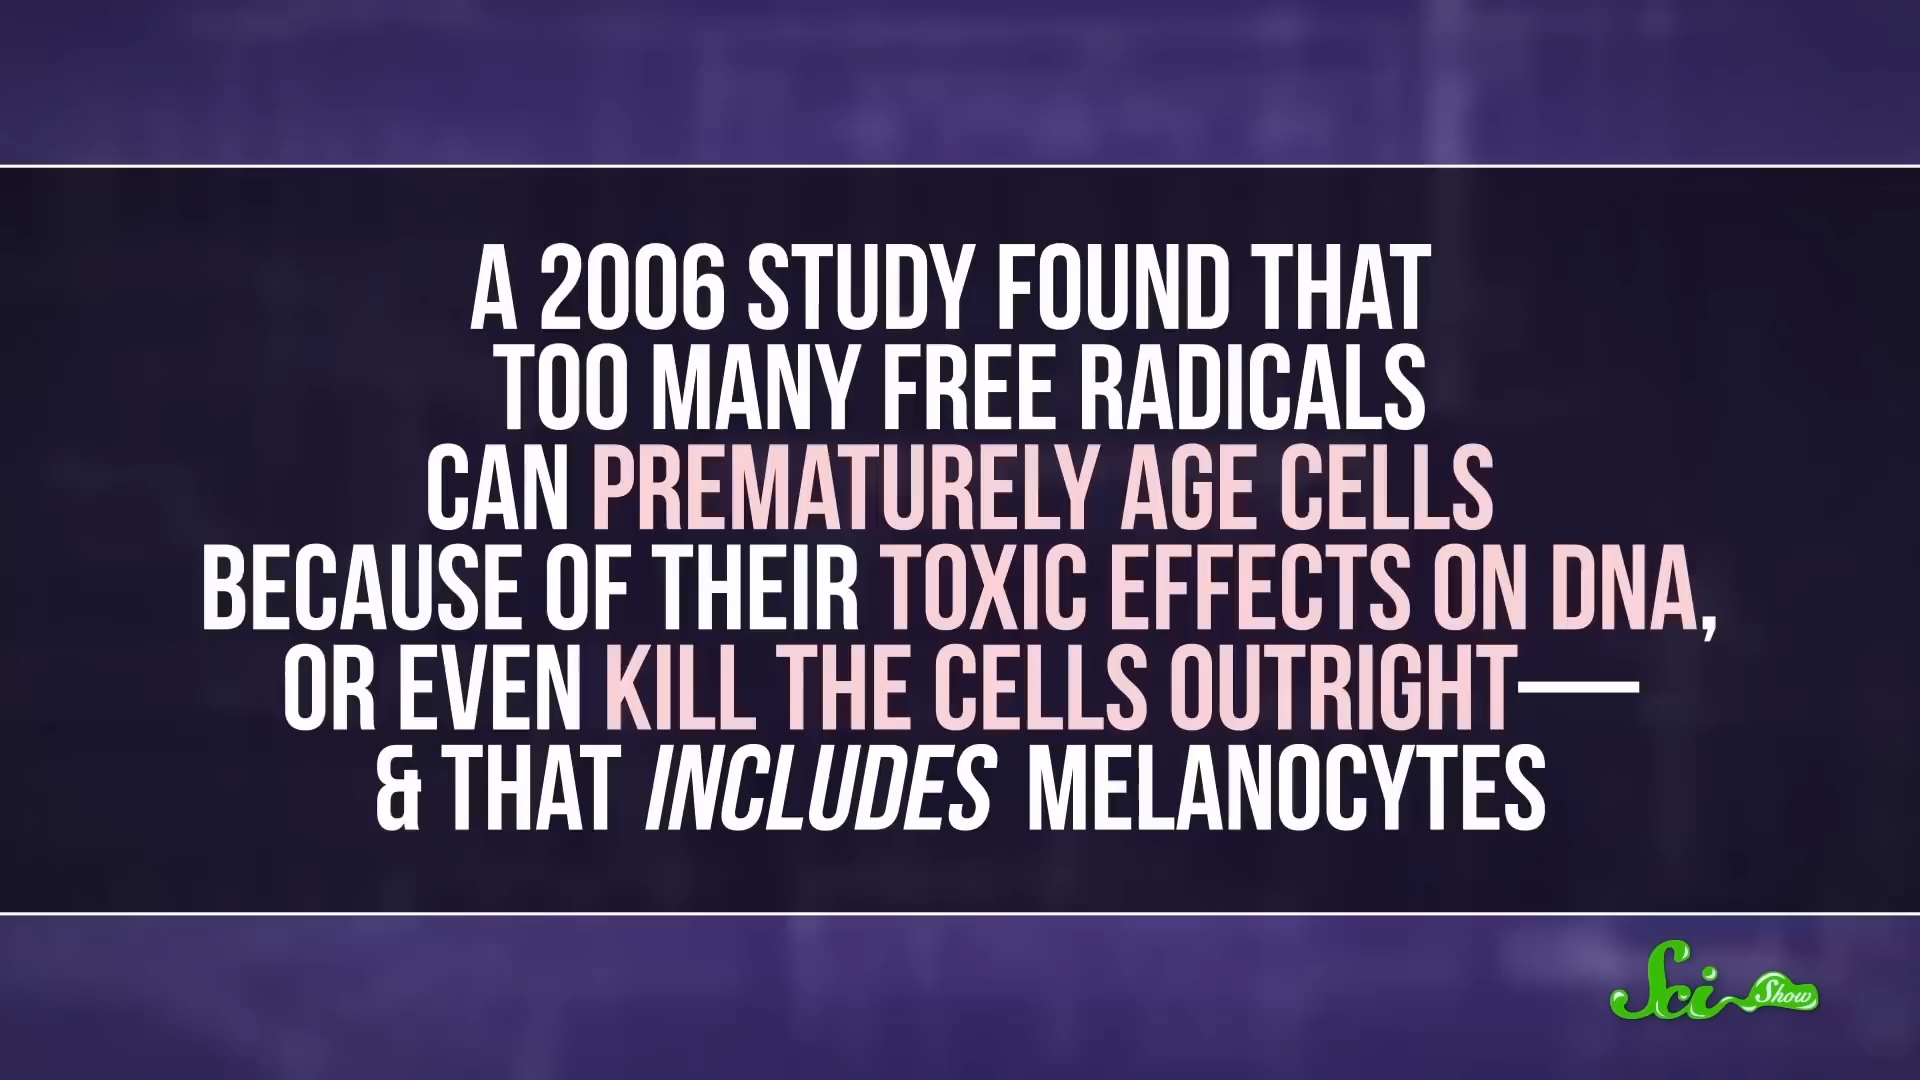 A 2006 STUDY FOUND THAT
TOO MANY FREE RADICALS
CAN PREMATURELY AGE CELLS
BECAUSE OF THEIR TOXIC EFFECTS ON DNA,
OR EVEN KILL THE CELLS OUTRIGHT—
& THAT INCLUDES MELANOCYTES
Sci Show